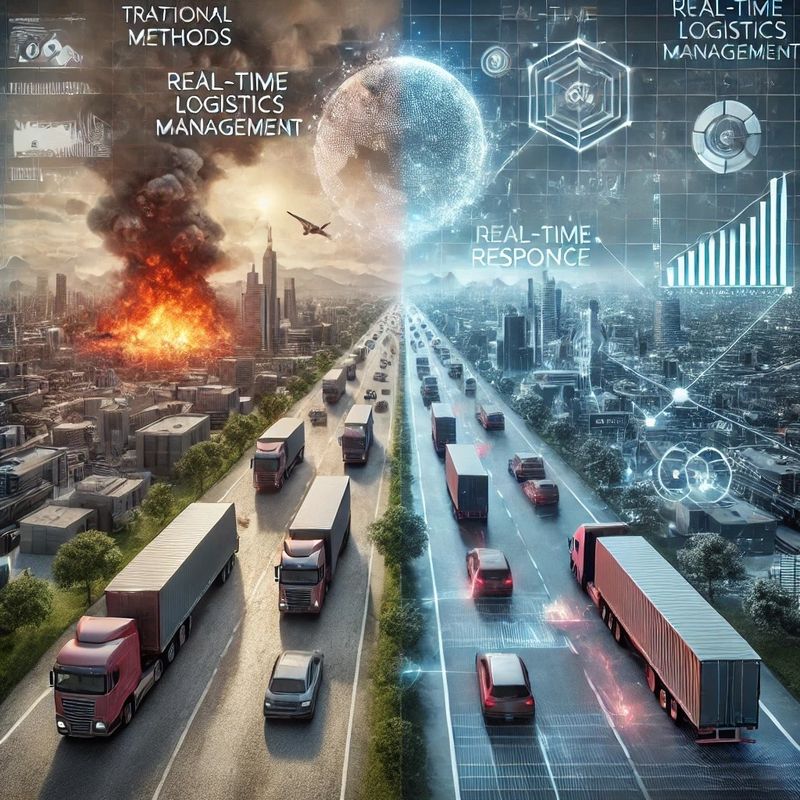 TRATIONAL
METHODS
REAL-TIME
LOGISTICS
MANAGEMENT
REAL-TIME
LOGISTICS
MANAGEMENT
REAL-TIME
RESPONCE